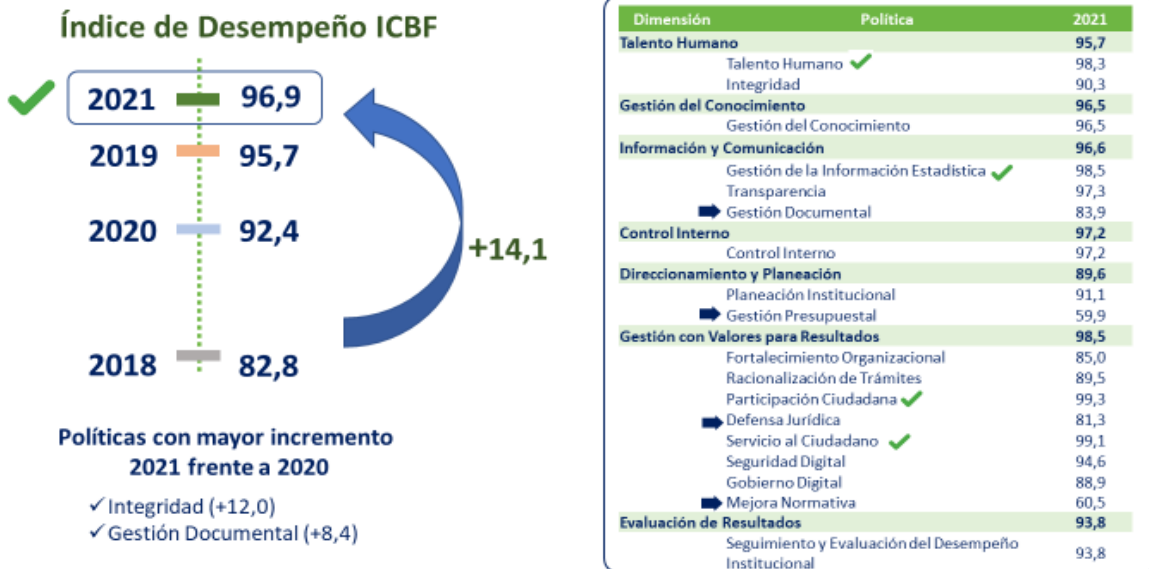 Índice de Desempeño ICBF
2021 96,9
2019 95,7
2020 92,4
2018 82,8
+14,1
Políticas con mayor incremento
2021 frente a 2020
✓Integridad (+12,0)
✓Gestión Documental (+8,4)
Dimensión Política 2021
Talento Humano 95,7
Talento Humano 98,3
Integridad 90,3
Gestión del Conocimiento 96,5
Gestión del Conocimiento 96,5
Información y Comunicación 96,6
Gestión de la Información Estadística 98,5
Transparencia 97,3
Gestión Documental 83,9
Control Interno 97,2
Control Interno 97,2
Direccionamiento y Planeación 89,6
Planeación Institucional 91,1
Gestión Presupuestal 59,9
Gestión con Valores para Resultados 98,5
Fortalecimiento Organizacional 85,0
Racionalización de Trámites 89,5
Participación Ciudadana 99,3
Defensa Jurídica 81,3
Servicio al Ciudadano 99,1
Seguridad Digital 94,6
Gobierno Digital 88,9
Mejora Normativa 60,5
Evaluación de Resultados 93,8
Seguimiento y Evaluación del Desempeño
Institucional 93,8